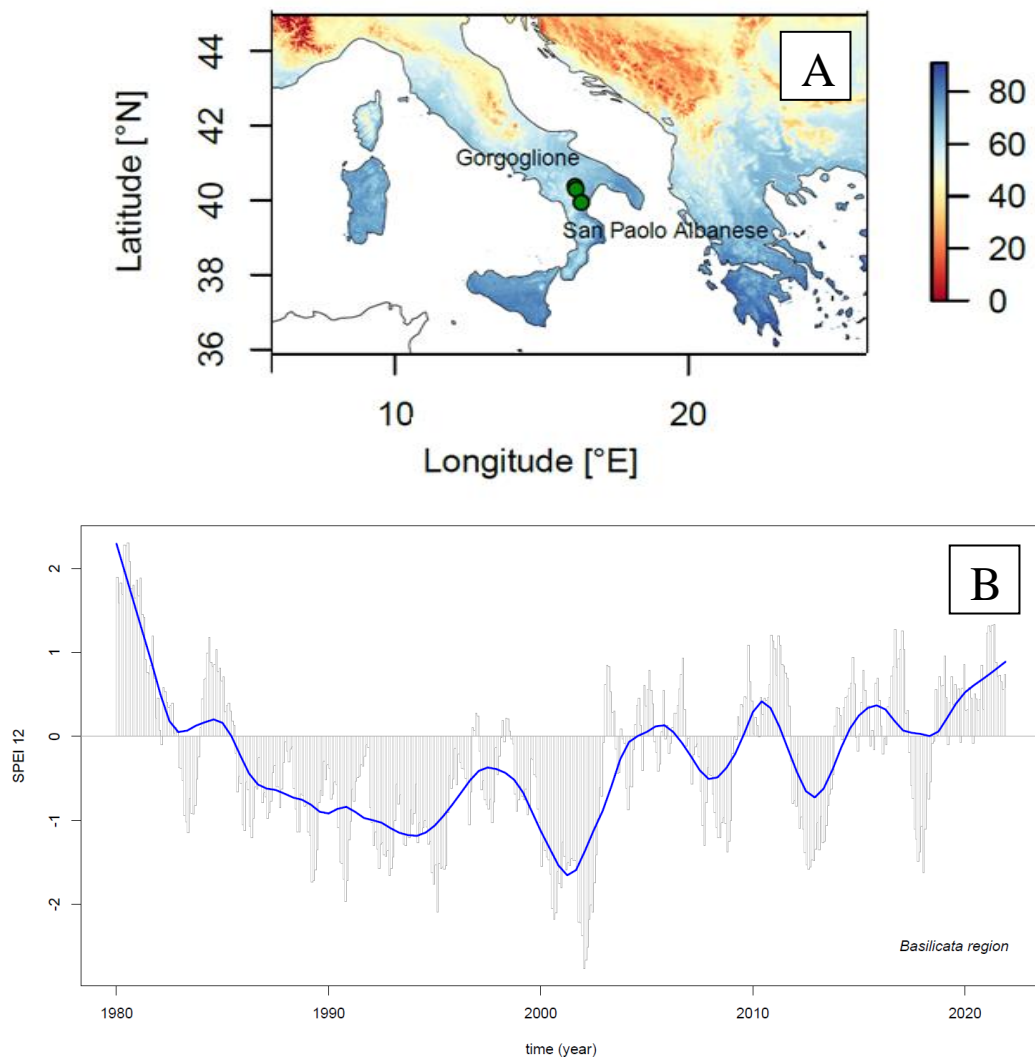 A
Latitude [°N]
44
42
40
38
36
Gorgoglione
San Paolo Albanese
80
60
40
20
0
10
20
Longitude [°E]
B
SPEI 12
2
1
0
-1
-2
Basilicata region
1980
1990
2000
2010
2020
time (year)